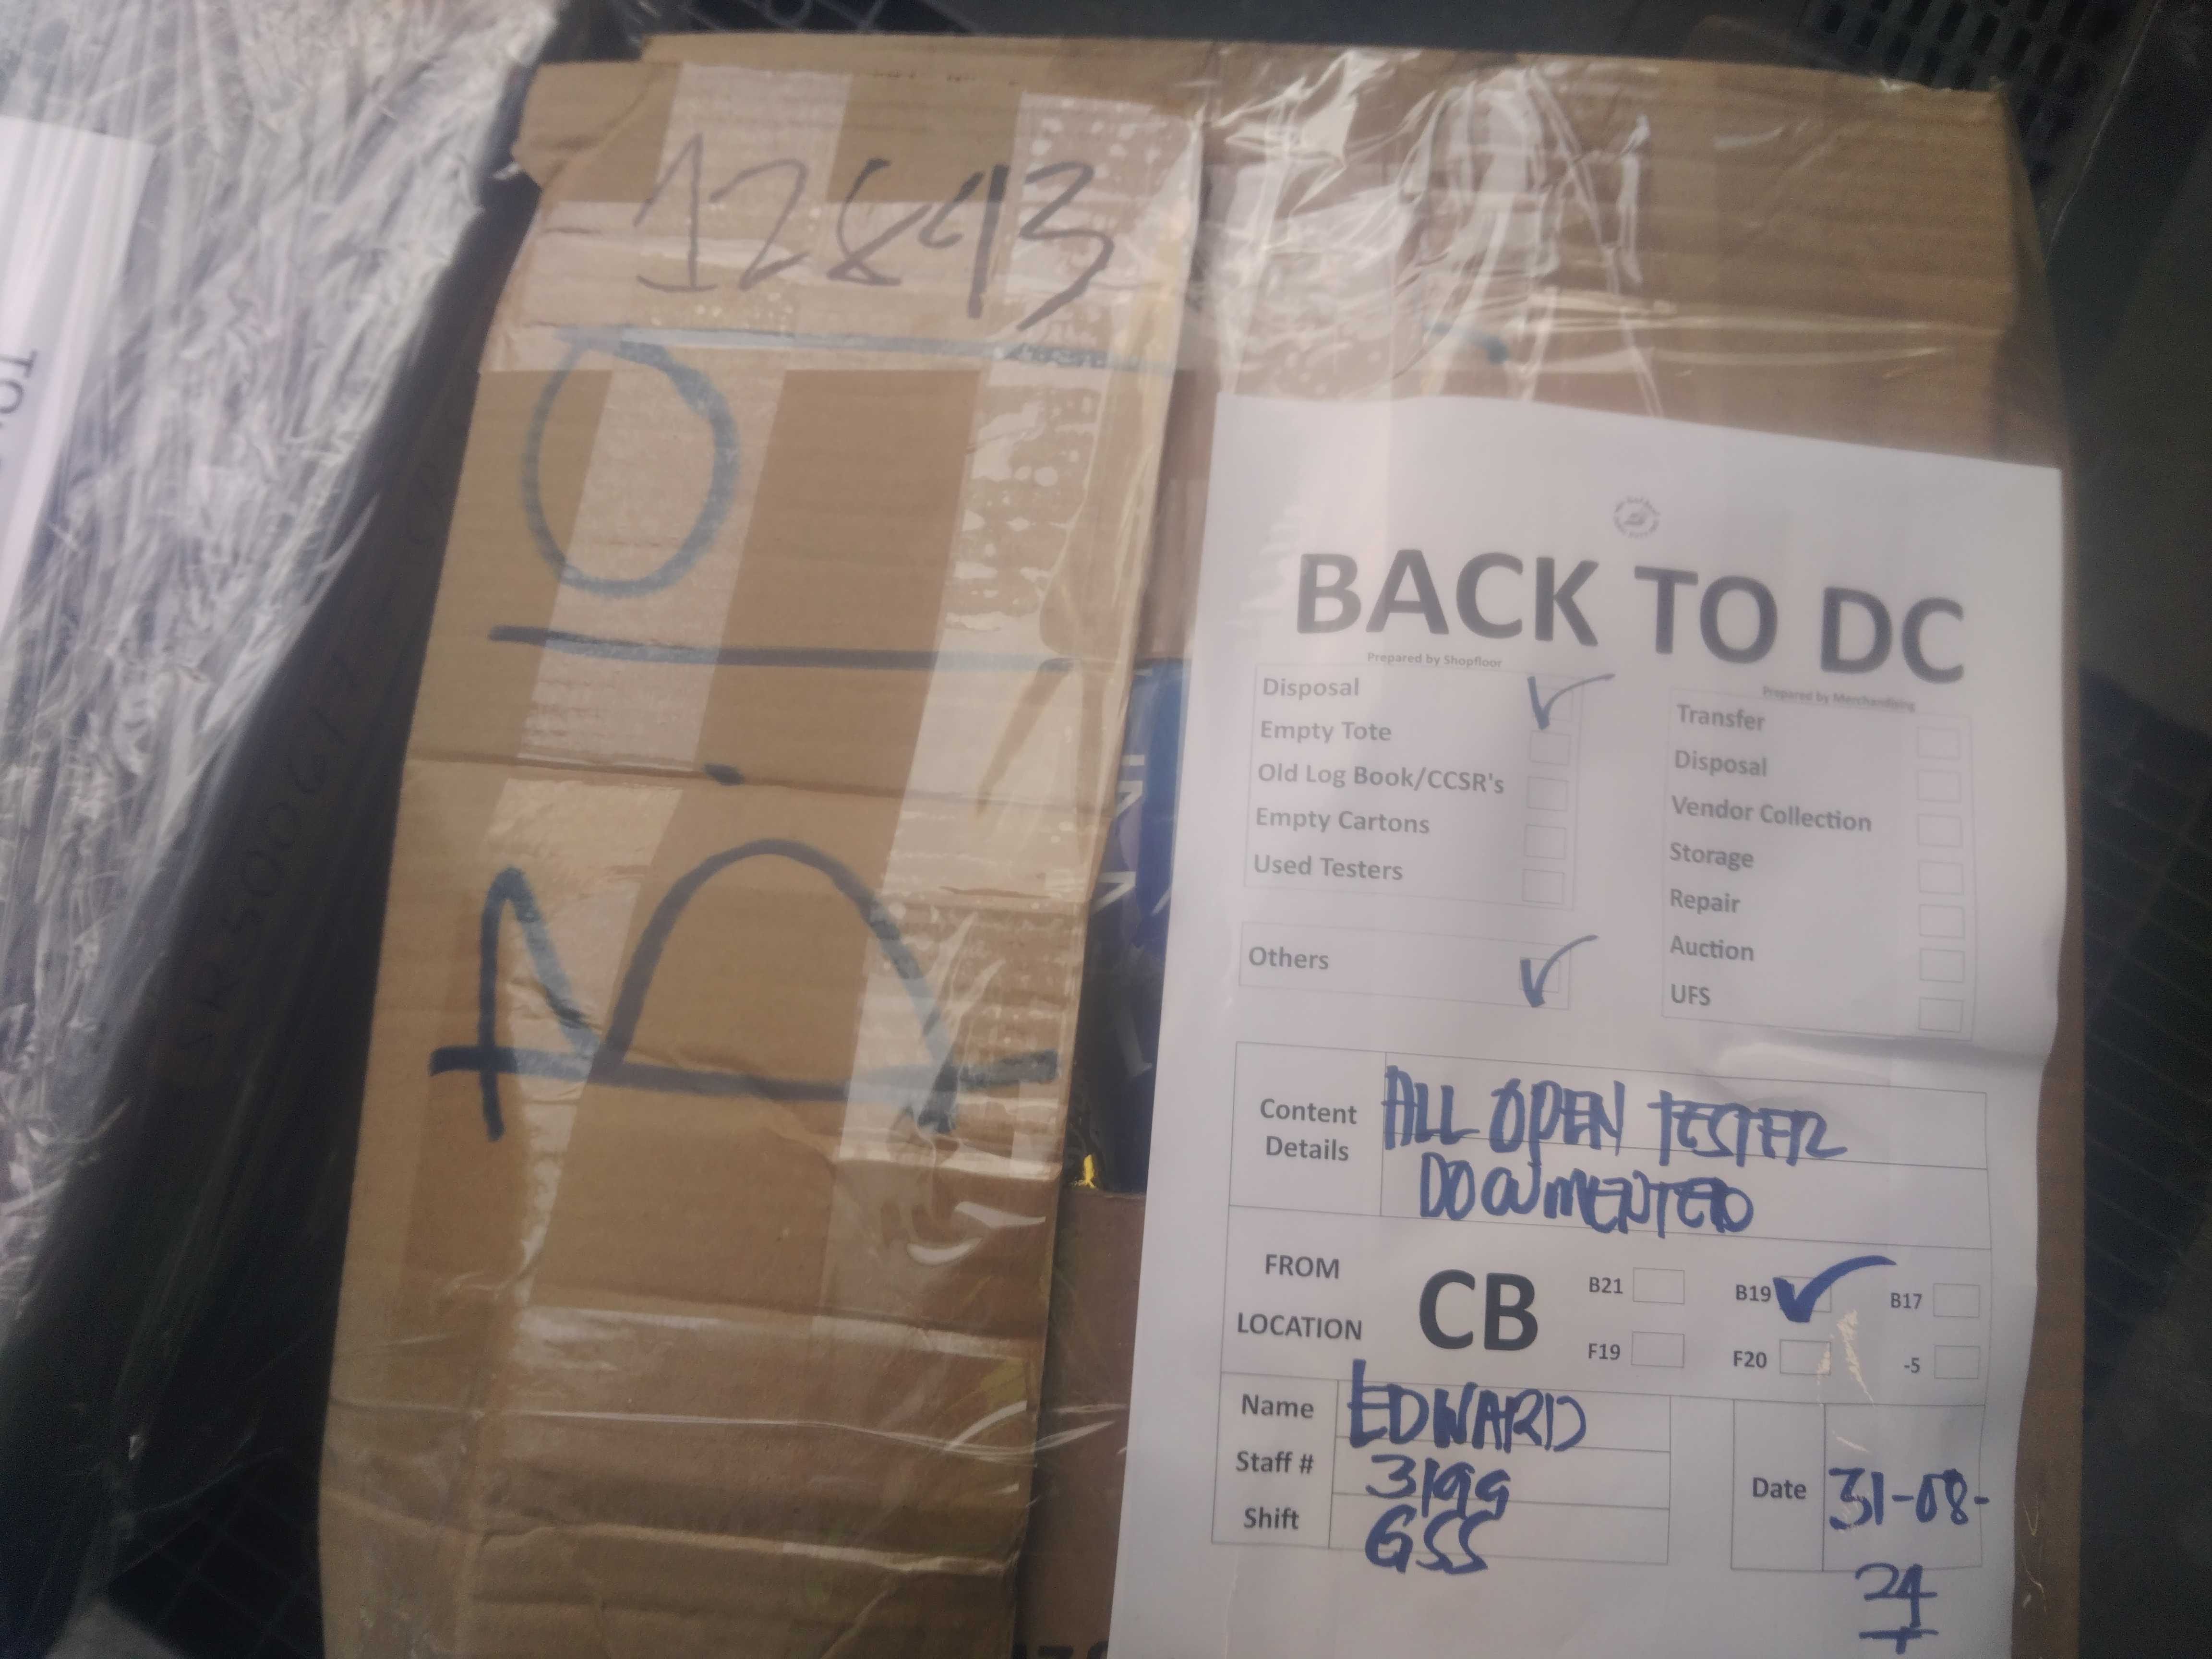 12893
BACK TO DC
Prepared by Shopfloor
Disposal
Empty Tote
Old Log Book/CCSR's
Empty Cartons
Used Testers
Others
Prepared by Merchandising
Transfer
Disposal
Vendor Collection
Storage
Repair
Auction
UFS
Content Details
ALL OPEN TESTER
DOCUMENTED
FROM LOCATION
CB
B21 B19 B17
F19 F20 -5
Name EDWARD
Staff # 3199
Shift GSS
Date 31-08-
24